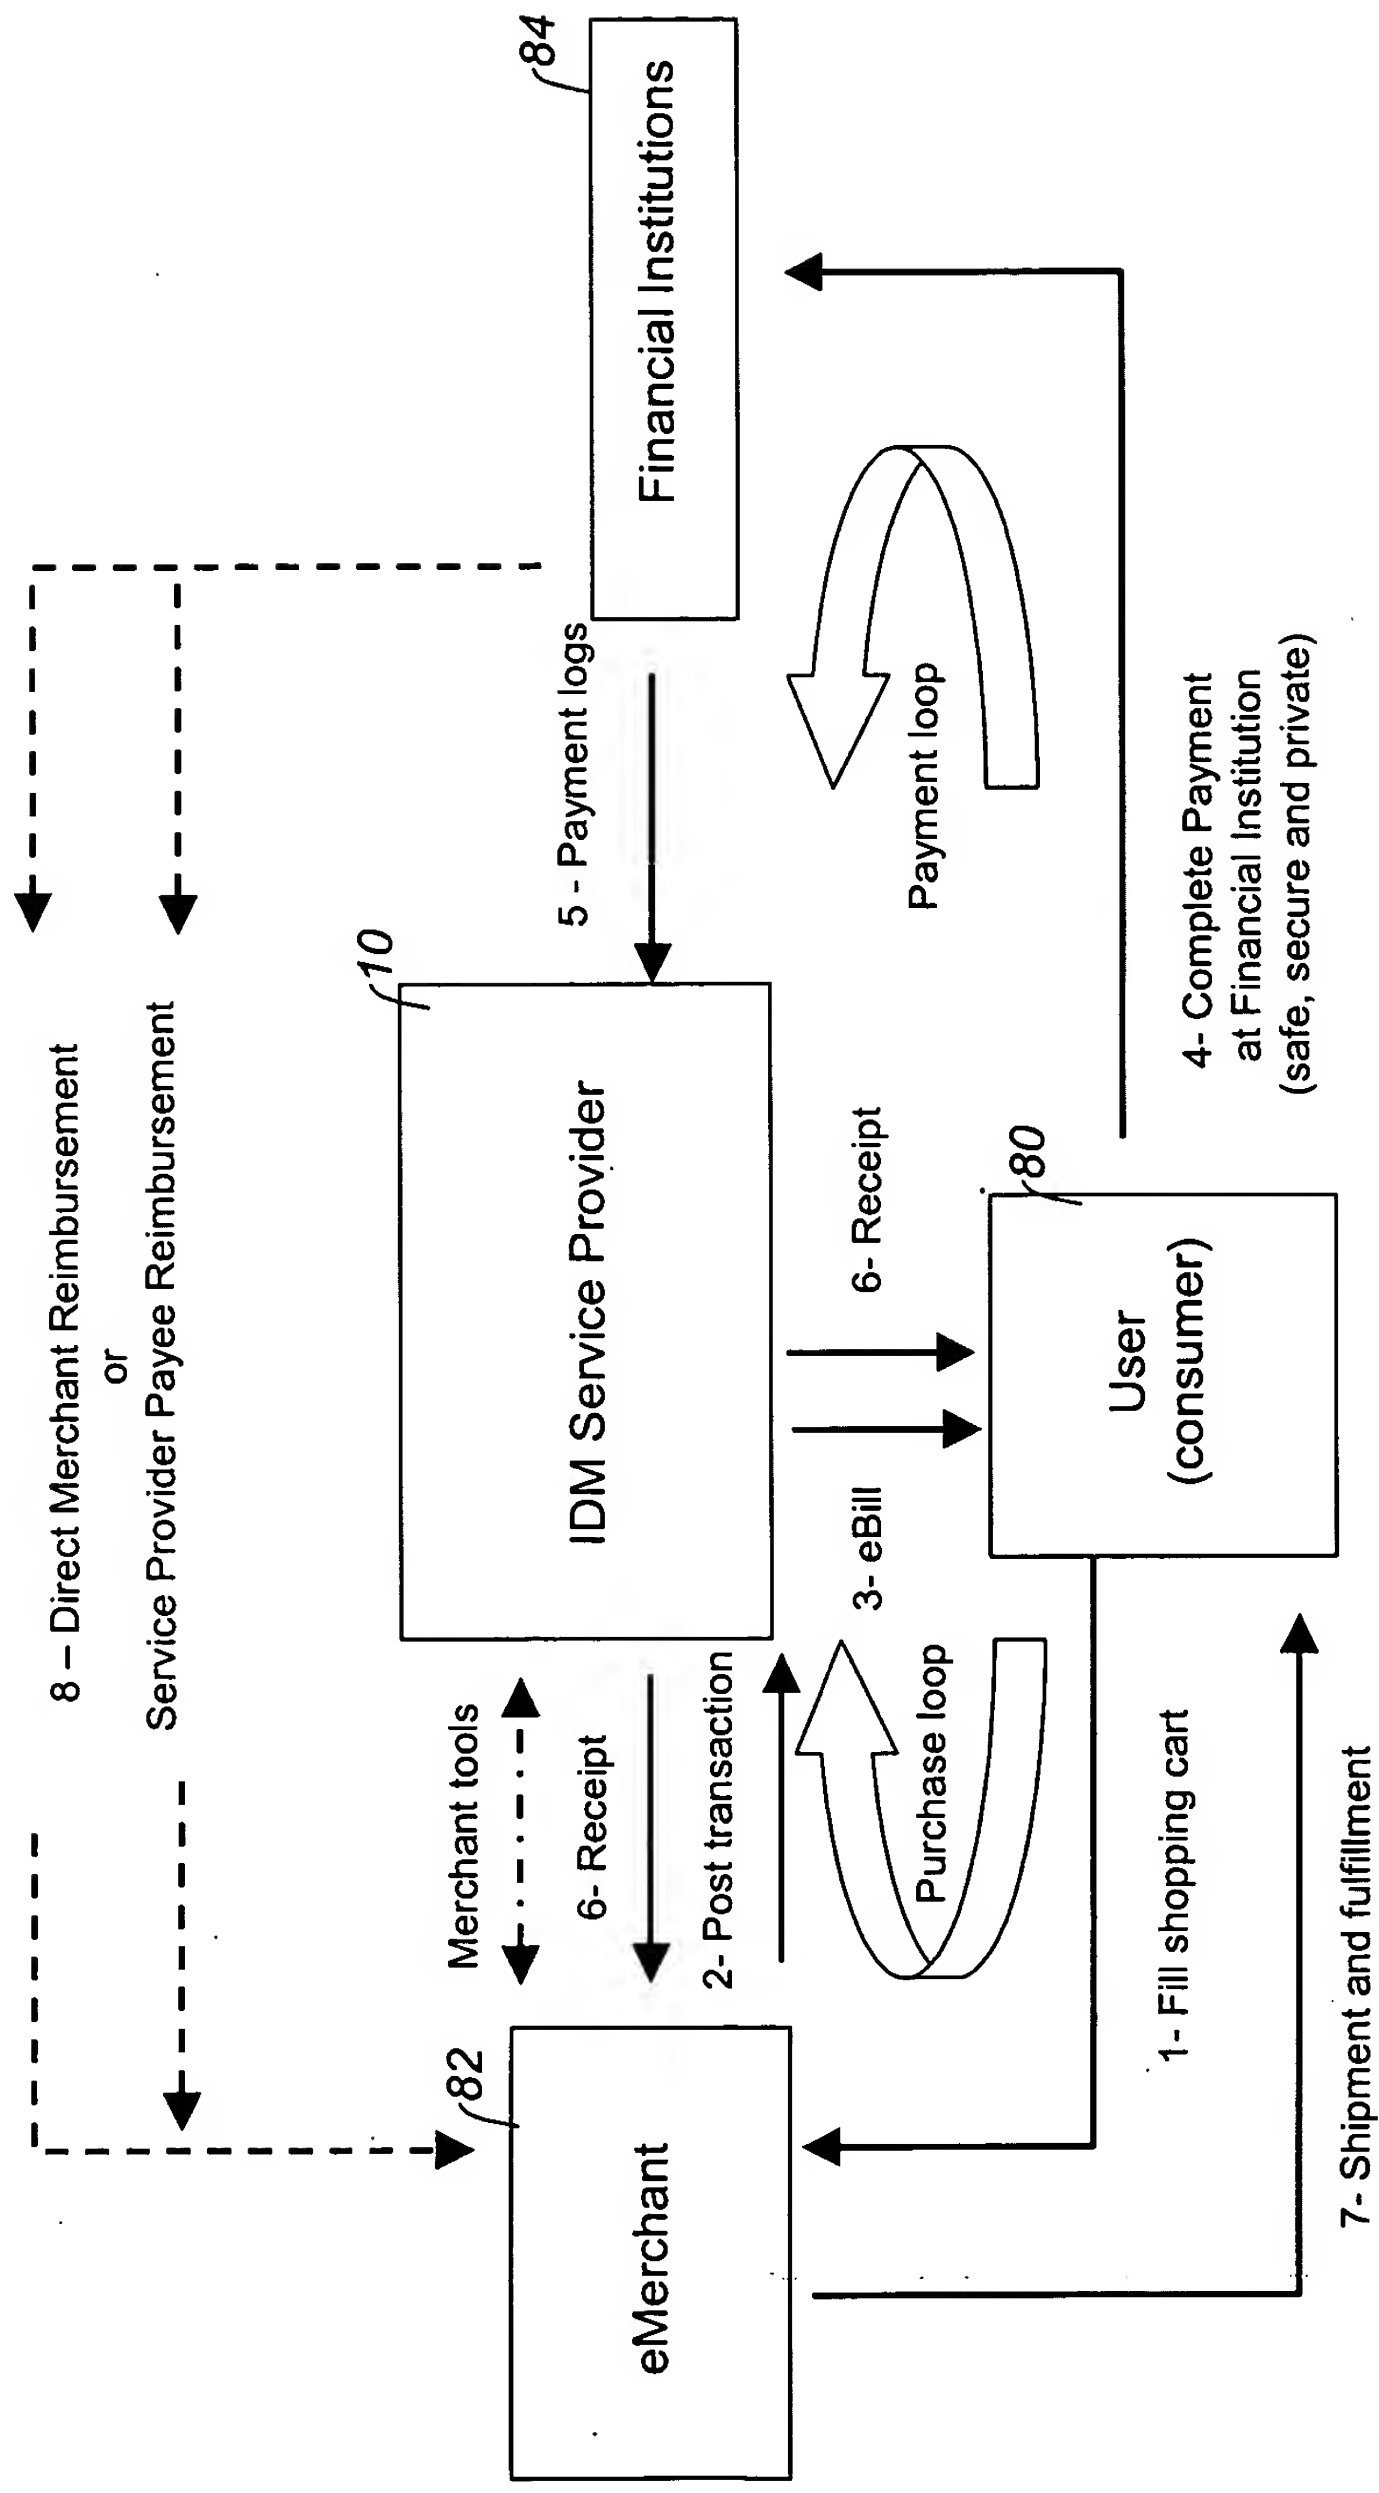 8 – Direct Merchant Reimbursement
or
Service Provider Payee Reimbursement
84
Financial Institutions
5 - Payment logs
10
IDM Service Provider
Merchant tools
6- Receipt
2- Post transaction
82
eMerchant
3- eBill
6- Receipt
Purchase loop
Payment loop
80
User
(consumer)
4- Complete Payment
at Financial Institution
(safe, secure and private)
1- Fill shopping cart
7- Shipment and fulfillment